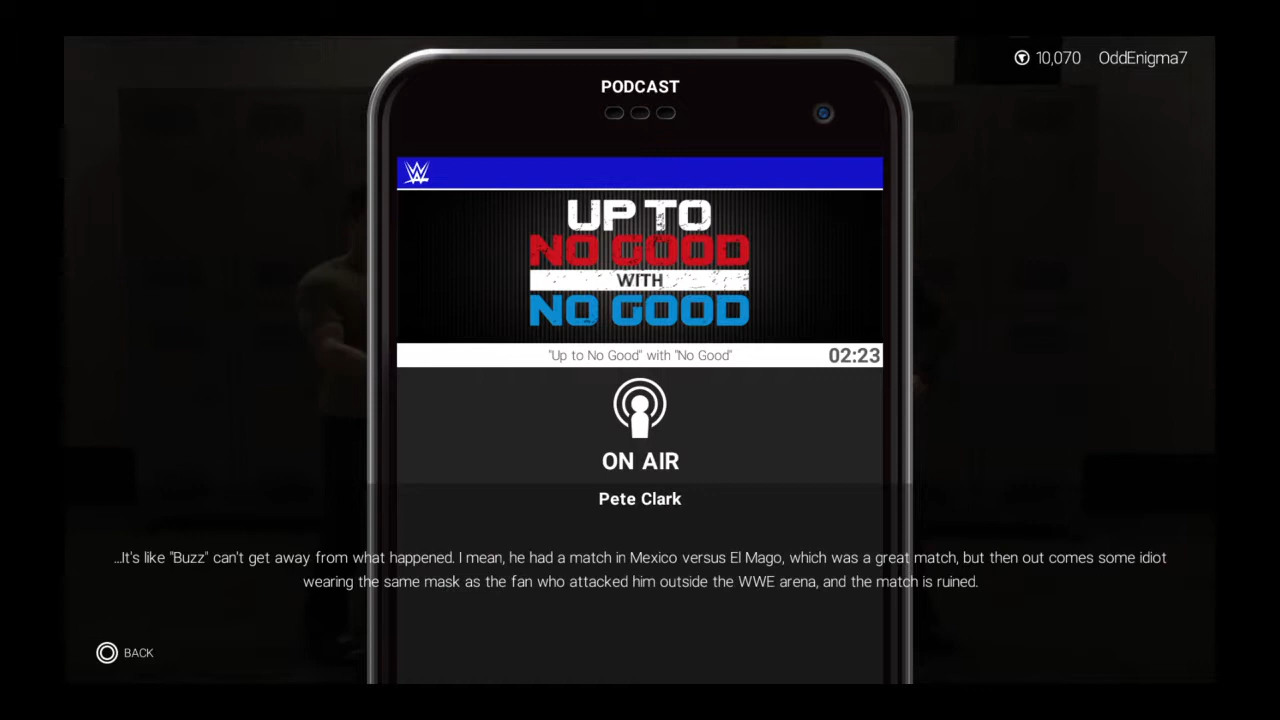 10,070 OddEnigma7
PODCAST
W
UP TO
NO GOOD
WITH
NO GOOD
"Up to No Good" with "No Good" 02:23
ON AIR
Pete Clark
...It's like "Buzz" can't get away from what happened. I mean, he had a match in Mexico versus El Mago, which was a great match, but then out comes some idiot
wearing the same mask as the fan who attacked him outside the WWE arena, and the match is ruined.
BACK